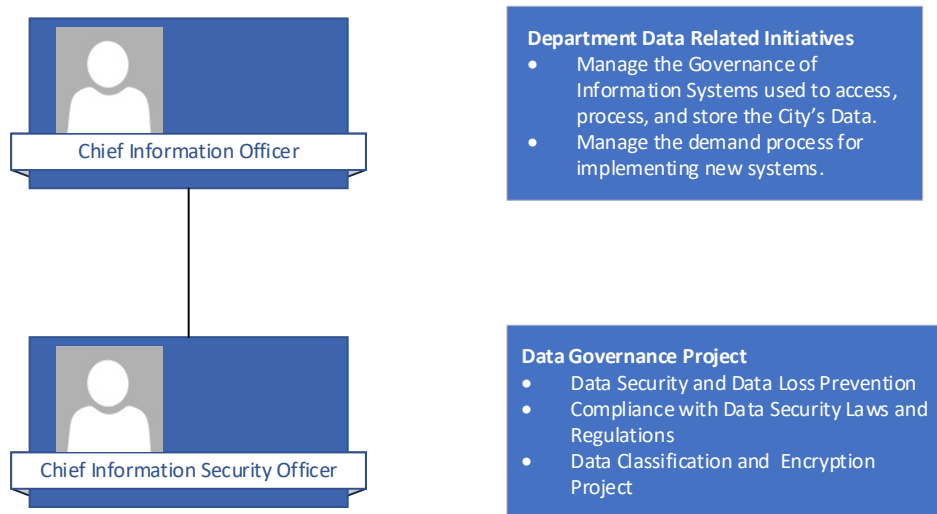 Chief Information Officer
Department Data Related Initiatives
• Manage the Governance of
Information Systems used to access,
process, and store the City’s Data.
• Manage the demand process for
implementing new systems.
Chief Information Security Officer
Data Governance Project
• Data Security and Data Loss Prevention
• Compliance with Data Security Laws and
Regulations
• Data Classification and Encryption
Project